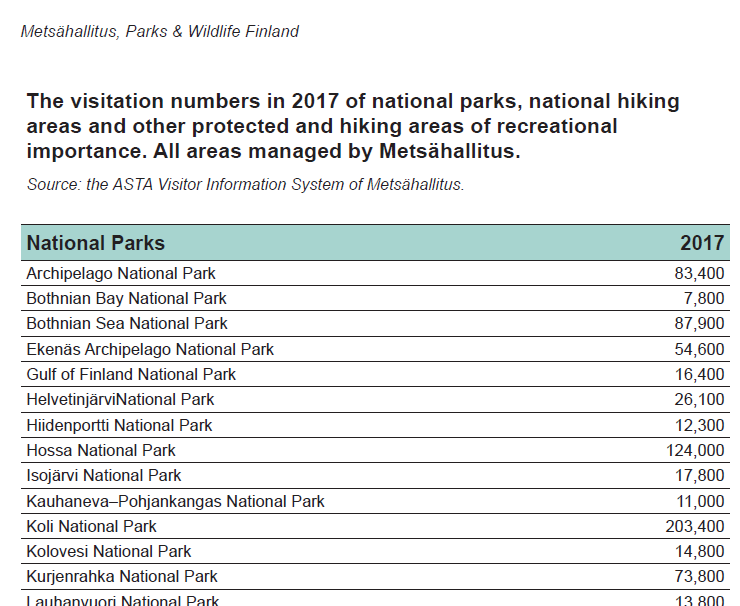 Metsähallitus, Parks & Wildlife Finland
The visitation numbers in 2017 of national parks, national hiking
areas and other protected and hiking areas of recreational
importance. All areas managed by Metsähallitus.
Source: the ASTA Visitor Information System of Metsähallitus.
National Parks 2017
Archipelago National Park 83,400
Bothnian Bay National Park 7,800
Bothnian Sea National Park 87,900
Ekenäs Archipelago National Park 54,600
Gulf of Finland National Park 16,400
HelvetinjärviNational Park 26,100
Hiidenportti National Park 12,300
Hossa National Park 124,000
Isojärvi National Park 17,800
Kauhaneva–Pohjankangas National Park 11,000
Koli National Park 203,400
Kolovesi National Park 14,800
Kurjenrahka National Park 73,800
Lauhanvuori National Park 13,800